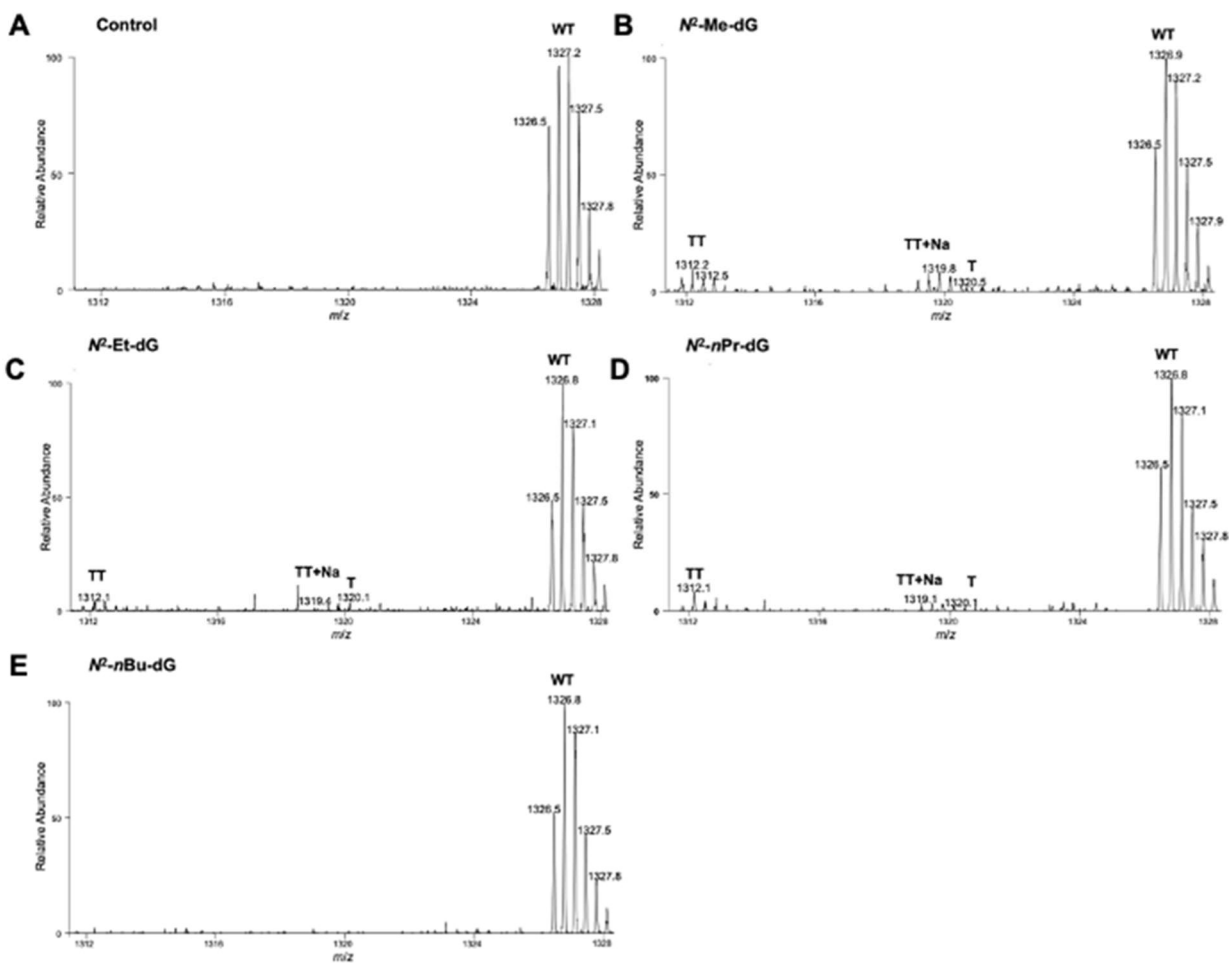 A
Control
WT
1327.2
100
1326.5
1327.5
50
1327.8
Relative Abundance
0
1312
1316
1320
1324
1328
m/z
B
N²-Me-dG
WT
1326.9
100
1327.2
1326.5
1327.5
50
1327.9
Relative Abundance
TT
1312.2
1312.5
TT+Na
1319.8
T
1320.5
0
1312
1316
1320
1324
1328
m/z
C
N²-Et-dG
WT
1326.8
100
1327.1
1326.5
1327.5
50
1327.8
Relative Abundance
TT
1312.1
TT+Na
1319.4
T
1320.1
0
1312
1316
1320
1324
1328
m/z
D
N²-nPr-dG
WT
1326.8
100
1327.1
1326.5
1327.5
50
1327.8
Relative Abundance
TT
1312.1
TT+Na
1319.1
T
1320.1
0
1312
1316
1320
1324
1328
m/z
E
N²-nBu-dG
WT
1326.8
100
1327.1
1326.5
1327.5
50
1327.8
Relative Abundance
0
1312
1316
1320
1324
1328
m/z